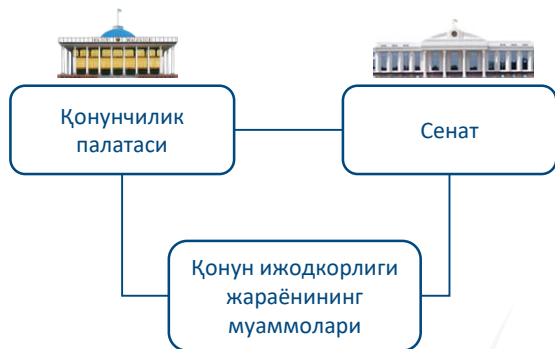 Қонунчилик
палатаси
Сенат
Қонун ижодкорлиги
жараёнининг
муаммолари